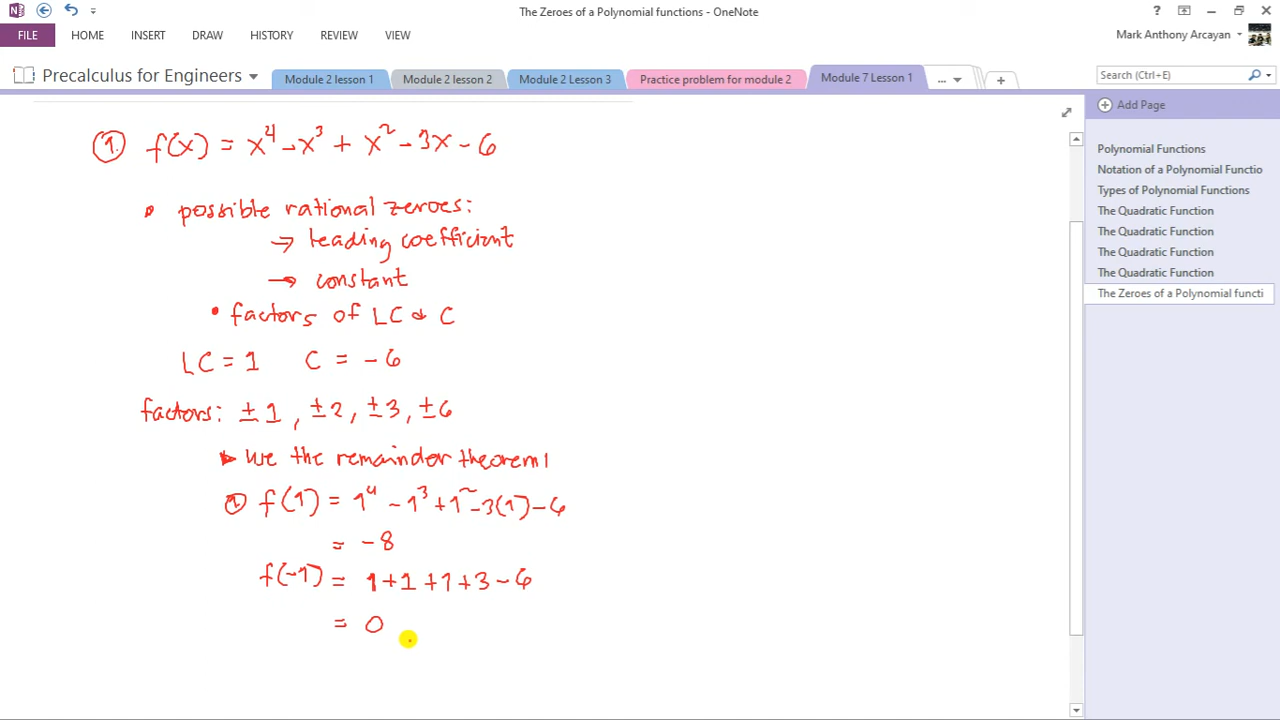 The Zeroes of a Polynomial functions - OneNote
FILE HOME INSERT DRAW HISTORY REVIEW VIEW
Mark Anthony Arcayan
Precalculus for Engineers
Module 2 lesson 1
Module 2 lesson 2
Module 2 Lesson 3
Practice problem for module 2
Module 7 Lesson 1
...
Search (Ctrl+E)
① f(x) = x⁴ - x³ + x² - 3x - 6
• possible rational zeroes:
→ leading coefficient
→ constant
• factors of LC & C
LC = 1 C = -6
factors: ±1, ±2, ±3, ±6
the remainder theorem
① f(1) = 1⁴ - 1³ + 1² - 3(1) - 6
= -8
f(-1) = 1+1+1+3-6
= 0
Add Page
Polynomial Functions
Notation of a Polynomial Functio
Types of Polynomial Functions
The Quadratic Function
The Quadratic Function
The Quadratic Function
The Quadratic Function
The Zeroes of a Polynomial functi